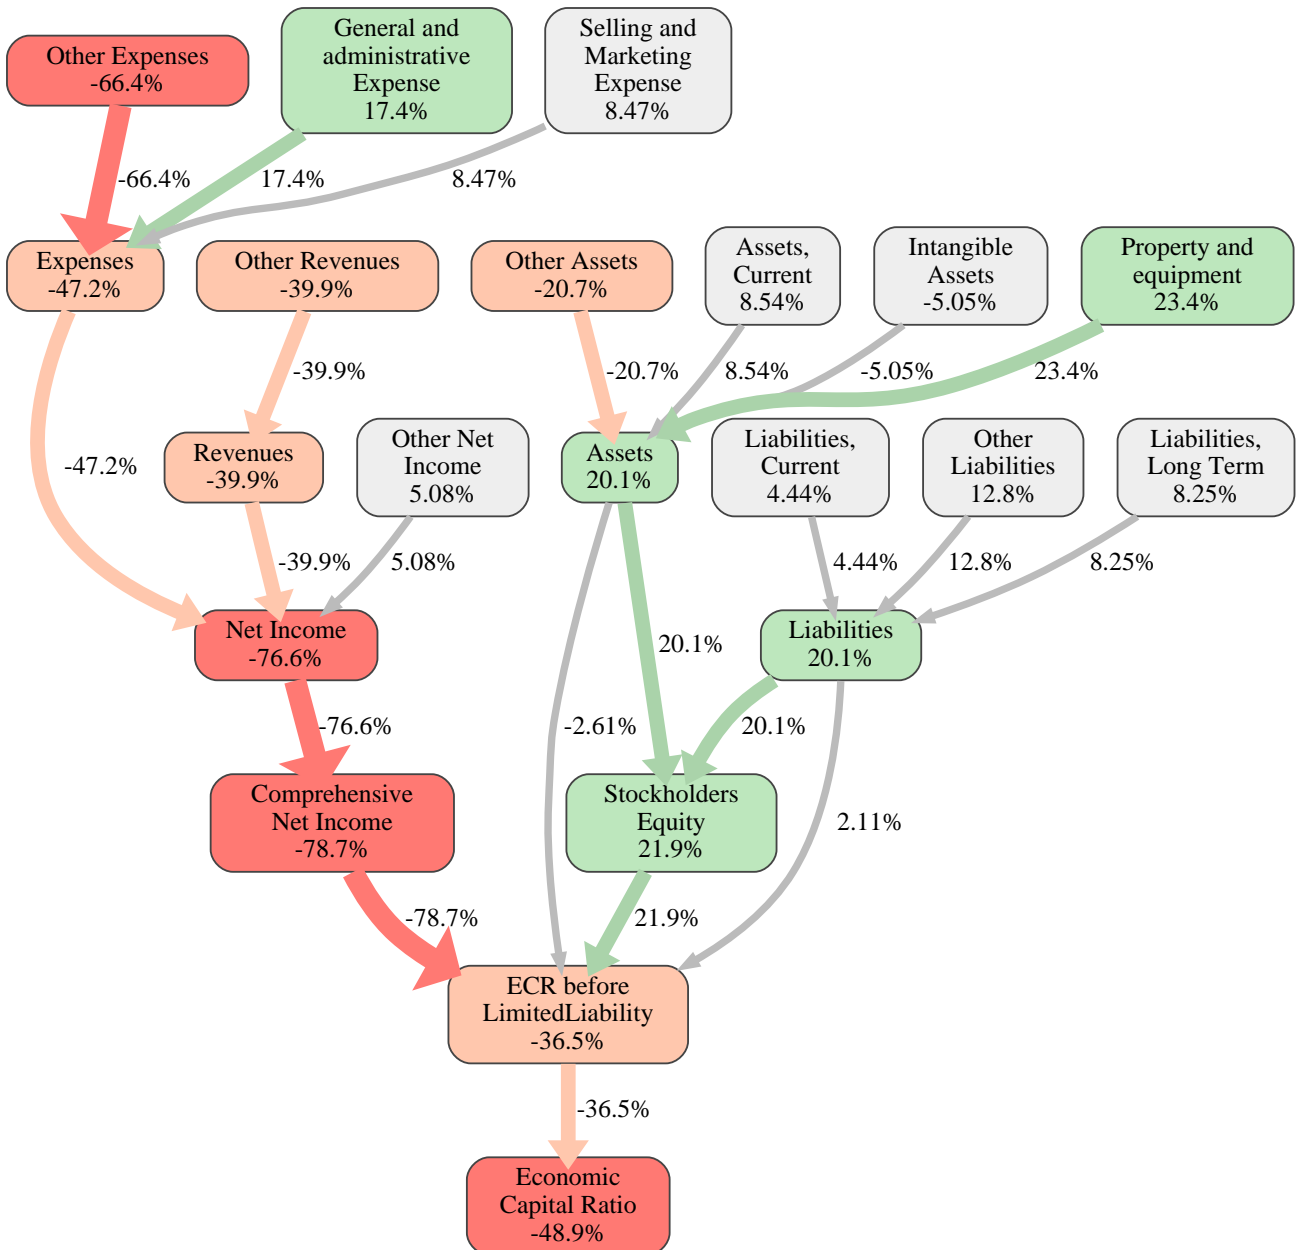 Other Expenses
-66.4%
General and
administrative
Expense
17.4%
Selling and
Marketing
Expense
8.47%
-66.4%
17.4%
8.47%
Expenses
-47.2%
Other Revenues
-39.9%
Other Assets
-20.7%
Assets,
Current
8.54%
Intangible
Assets
-5.05%
Property and
equipment
23.4%
-39.9%
-20.7%
8.54%
-5.05%
23.4%
-47.2%
Revenues
-39.9%
Other Net
Income
5.08%
Assets
20.1%
Liabilities,
Current
4.44%
Other
Liabilities
12.8%
Liabilities,
Long Term
8.25%
-39.9%
5.08%
4.44%
12.8%
8.25%
Net Income
-76.6%
20.1%
Liabilities
20.1%
-76.6%
-2.61%
20.1%
Comprehensive
Net Income
-78.7%
Stockholders
Equity
21.9%
2.11%
-78.7%
21.9%
ECR before
LimitedLiability
-36.5%
-36.5%
Economic
Capital Ratio
-48.9%